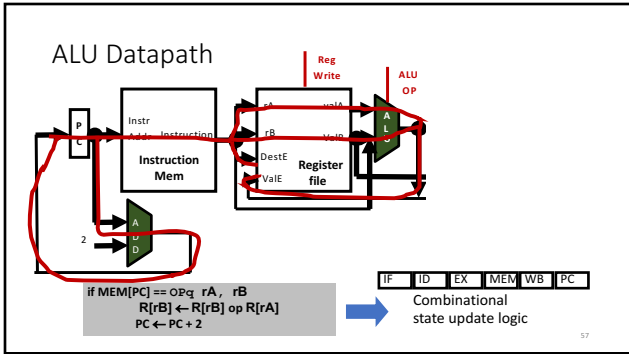 ALU Datapath
Reg
Write
ALU
OP
P
C
Instr
Addr
Instruction
Instruction
Mem
rA
rB
DestE
ValE
valA
ValB
Register
file
A
L
U
A
D
D
2
if MEM[PC] == OPq rA, rB
R[rB] ← R[rB] op R[rA]
PC ← PC + 2
IF ID EX MEM WB PC
Combinational
state update logic
57